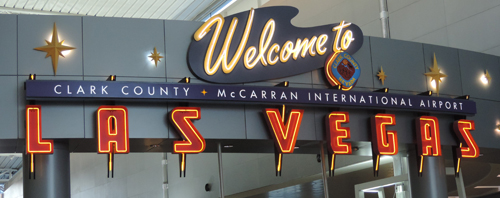 Welcome to
CLARK COUNTY ✦ McCARRAN INTERNATIONAL AIRPORT
LAS VEGAS